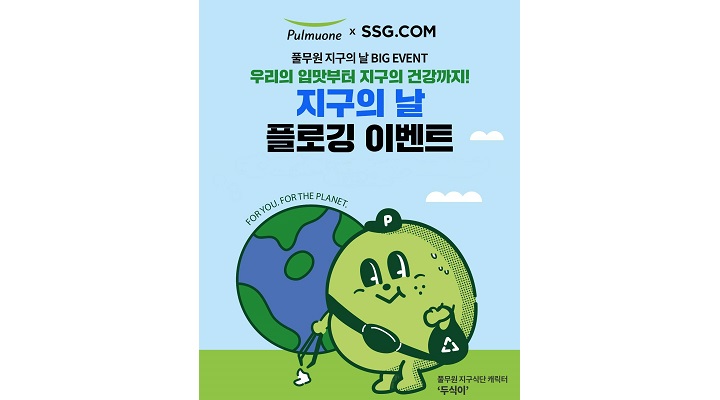 Pulmuone x SSG.COM
풀무원 지구의 날 BIG EVENT
우리의 입맛부터 지구의 건강까지!
지구의 날
플로깅 이벤트
FOR YOU. FOR THE PLANET.
P
풀무원 지구식단 캐릭터
‘두식이’